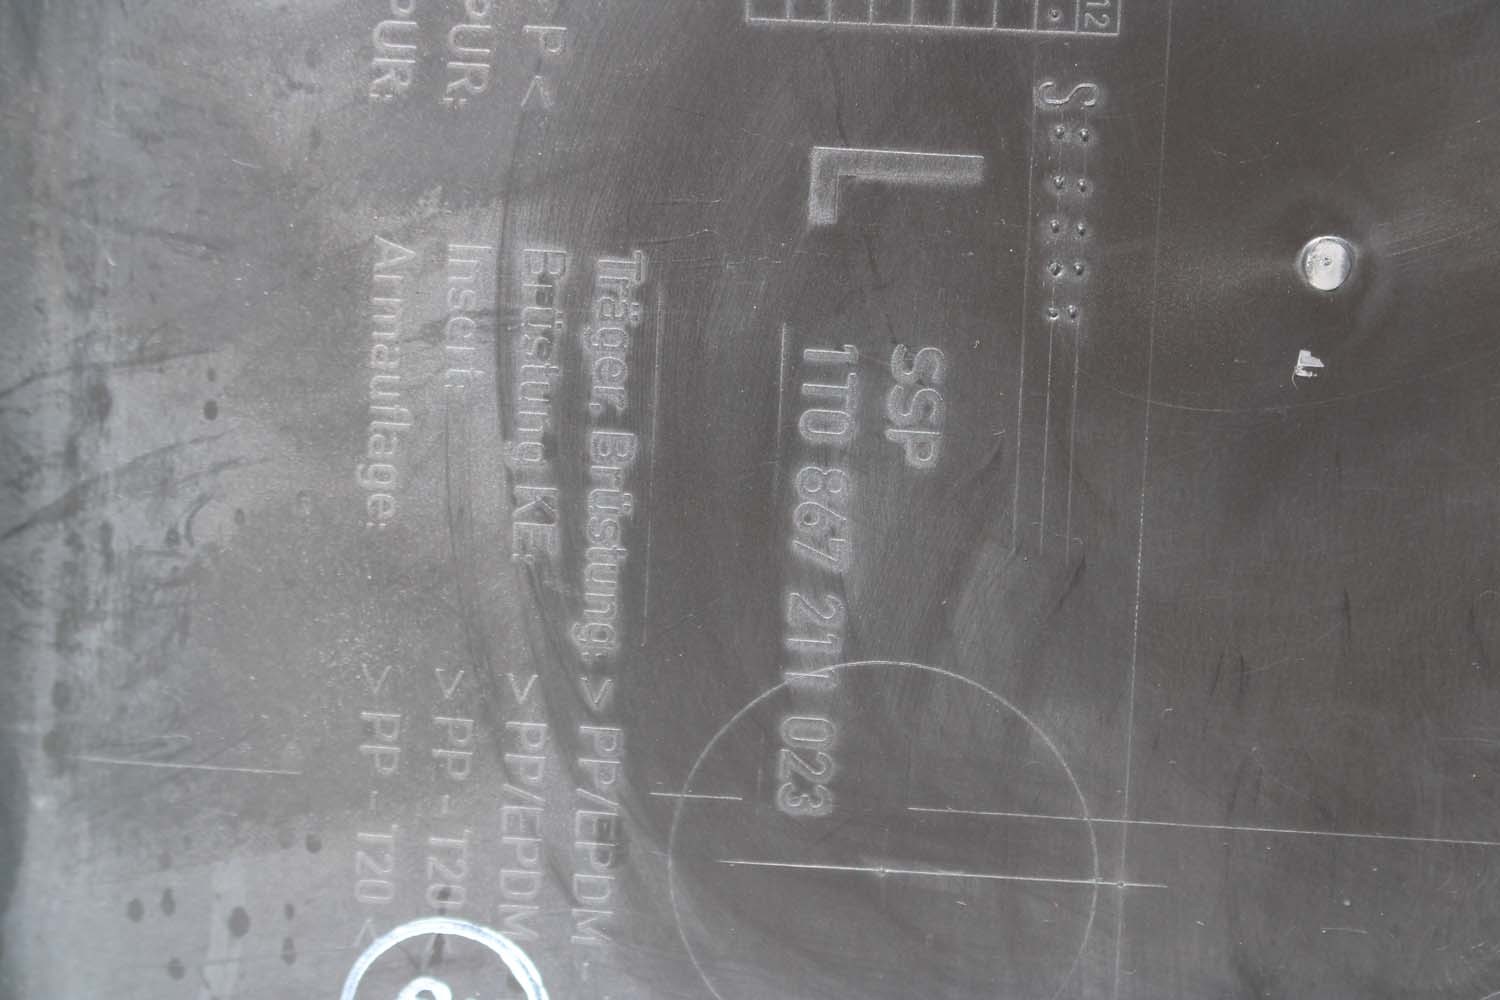 12
S:
L
SSP
1T0 867 211 023
Träger, Brüstung: > PP/EPDM
Brüstung KE: > PP/EPDM
Insert: > PP - T20
Armauflage: > PP - T20 <
P <
PUR;
PUR;